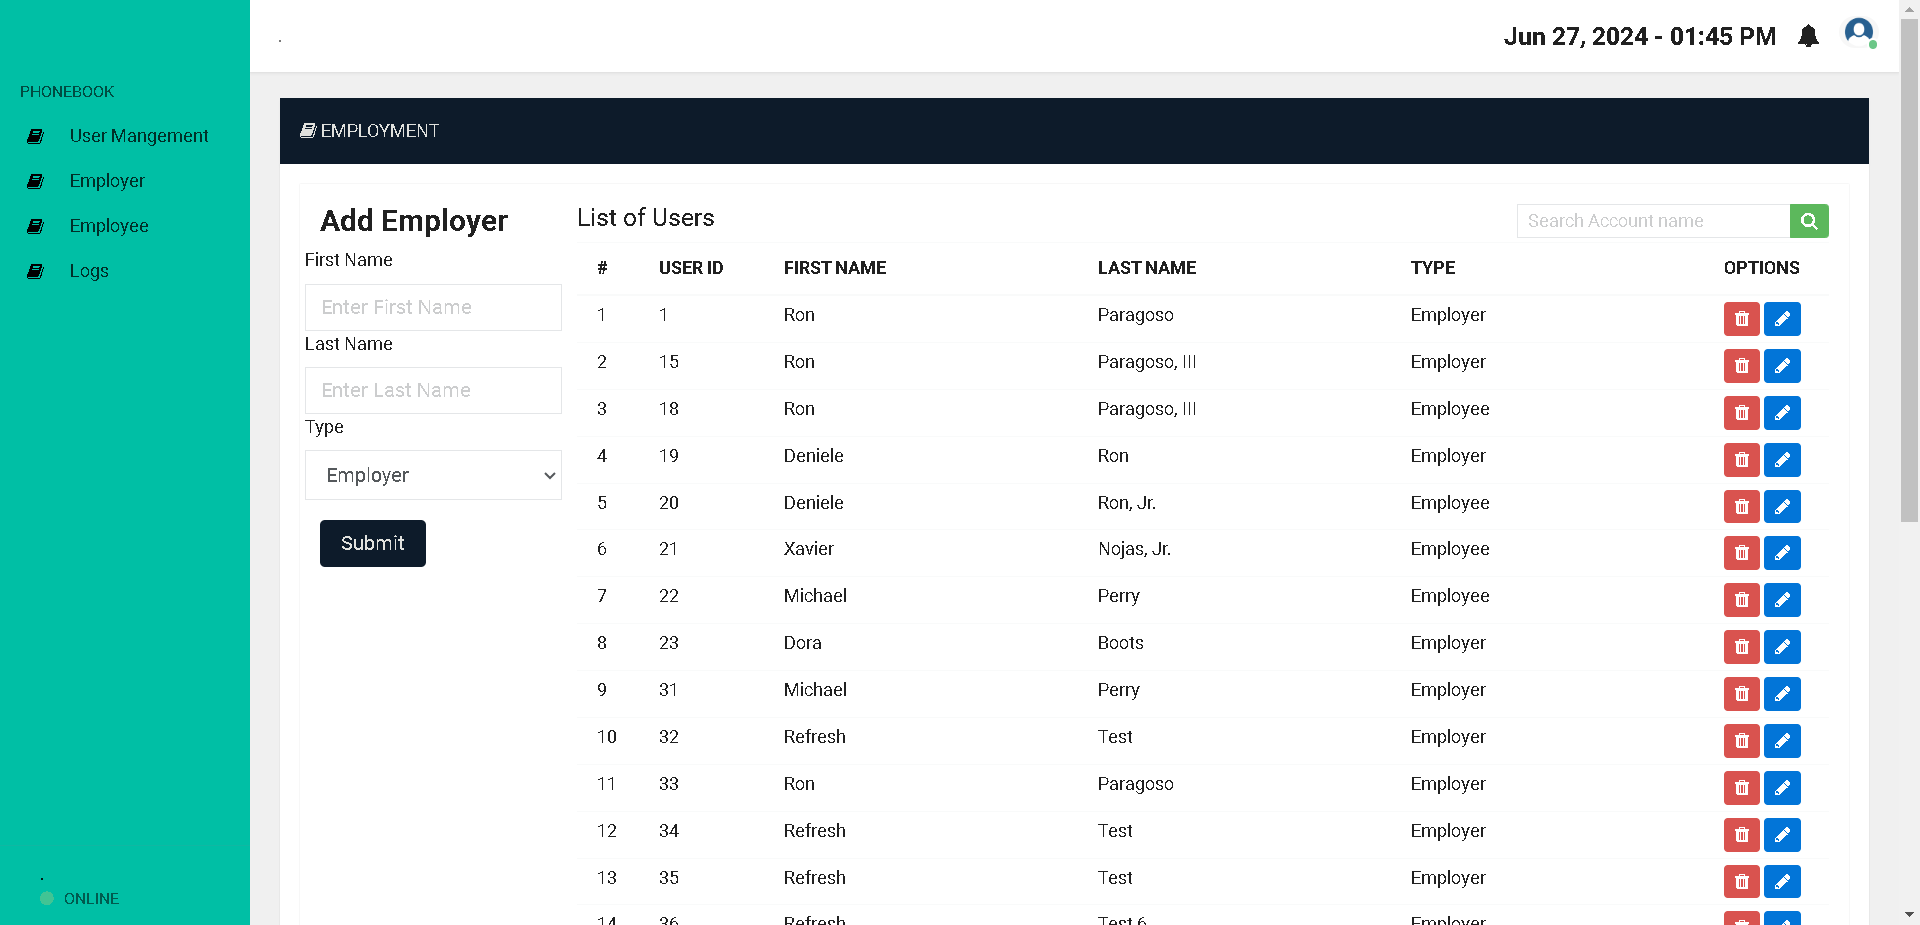 Jun 27, 2024 - 01:45 PM
PHONEBOOK
User Mangement
Employer
Employee
Logs
ONLINE
EMPLOYMENT
Add Employer
First Name
Enter First Name
Last Name
Enter Last Name
Type
Employer
Submit
List of Users
Search Account name
# USER ID FIRST NAME LAST NAME TYPE OPTIONS
1 1 Ron Paragoso Employer
2 15 Ron Paragoso, III Employer
3 18 Ron Paragoso, III Employee
4 19 Deniele Ron Employer
5 20 Deniele Ron, Jr. Employee
6 21 Xavier Nojas, Jr. Employee
7 22 Michael Perry Employee
8 23 Dora Boots Employer
9 31 Michael Perry Employer
10 32 Refresh Test Employer
11 33 Ron Paragoso Employer
12 34 Refresh Test Employer
13 35 Refresh Test Employer
14 36 Refresh Test 6 Employer